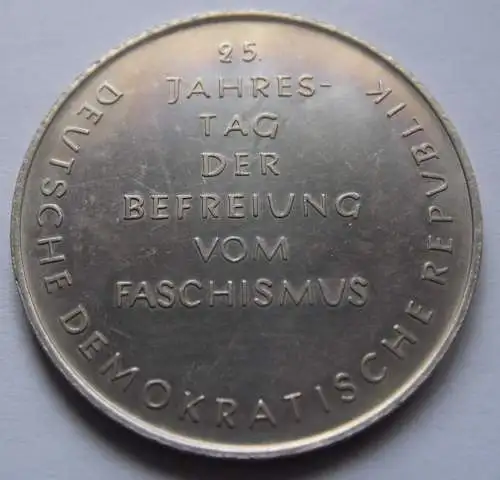 25.
JAHRES-
TAG
DER
BEFREIUNG
VOM
FASCHISMUS
DEUTSCHE DEMOKRATISCHE REPUBLIK